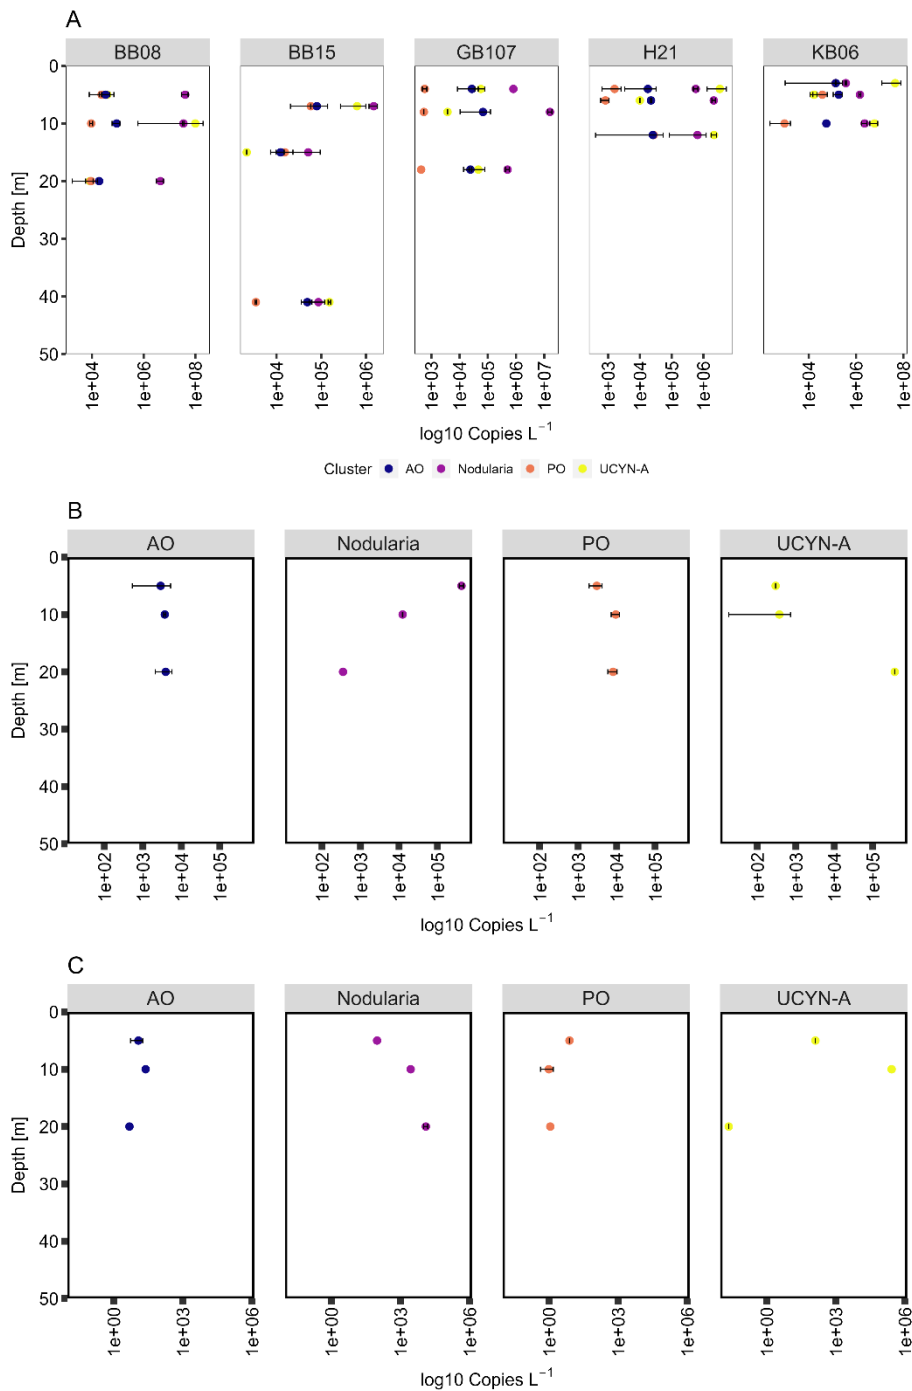 A
BB08 BB15 GB107 H21 KB06
0
10
20
30
40
50
Depth [m]
1e+04 1e+06 1e+08 1e+04 1e+05 1e+06 1e+03 1e+04 1e+05 1e+06 1e+07 1e+03 1e+04 1e+05 1e+06 1e+04 1e+06 1e+08
log10 Copies L⁻¹
Cluster AO Nodularia PO UCYN-A
B
AO Nodularia PO UCYN-A
0
10
20
30
40
50
Depth [m]
1e+02 1e+03 1e+04 1e+05 1e+02 1e+03 1e+04 1e+05 1e+02 1e+03 1e+04 1e+05 1e+02 1e+03 1e+04 1e+05
log10 Copies L⁻¹
C
AO Nodularia PO UCYN-A
0
10
20
30
40
50
Depth [m]
1e+00 1e+03 1e+06 1e+00 1e+03 1e+06 1e+00 1e+03 1e+06 1e+00 1e+03 1e+06
log10 Copies L⁻¹